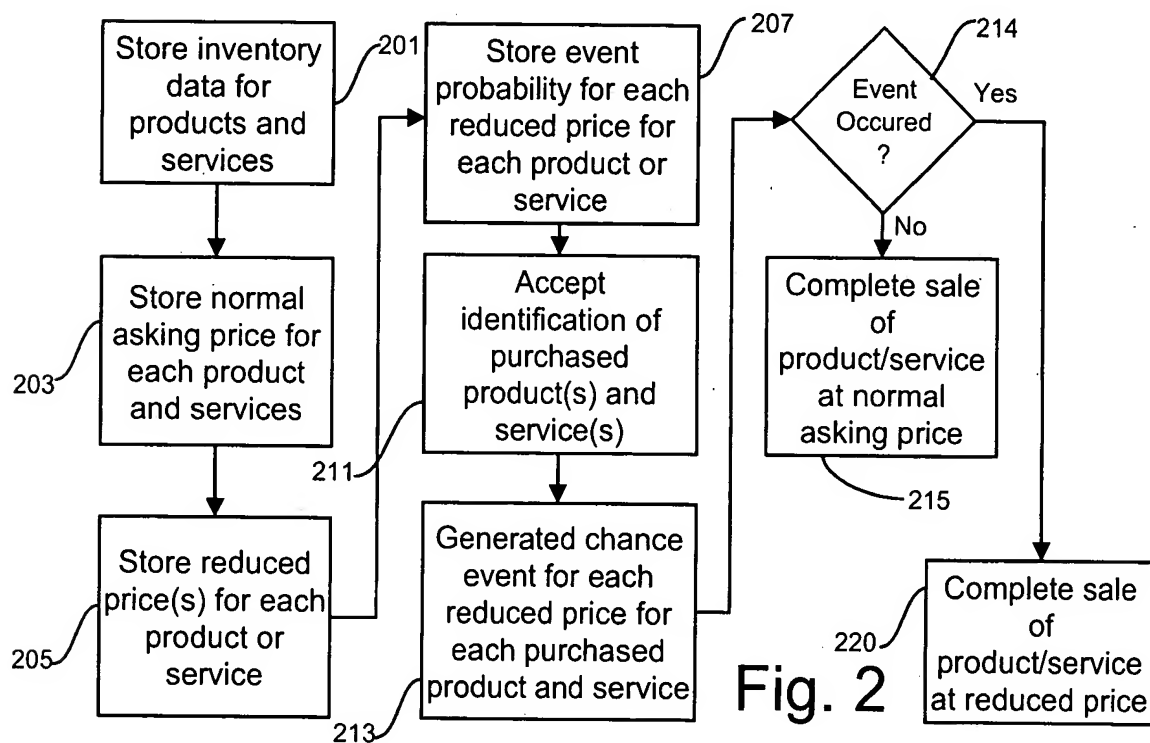 Store inventory
data for
products and
services
201
Store normal
asking price for
each product
and services
203
Store reduced
price(s) for each
product or
service
205
Store event
probability for each
reduced price for
each product or
service
207
Accept
identification of
purchased
product(s) and
service(s)
211
Generated chance
event for each
reduced price for
each purchased
product and service
213
Event
Occured
?
214
Yes
No
Complete sale
of
product/service
at normal
asking price
215
Complete sale
of
product/service
at reduced price
220
Fig. 2